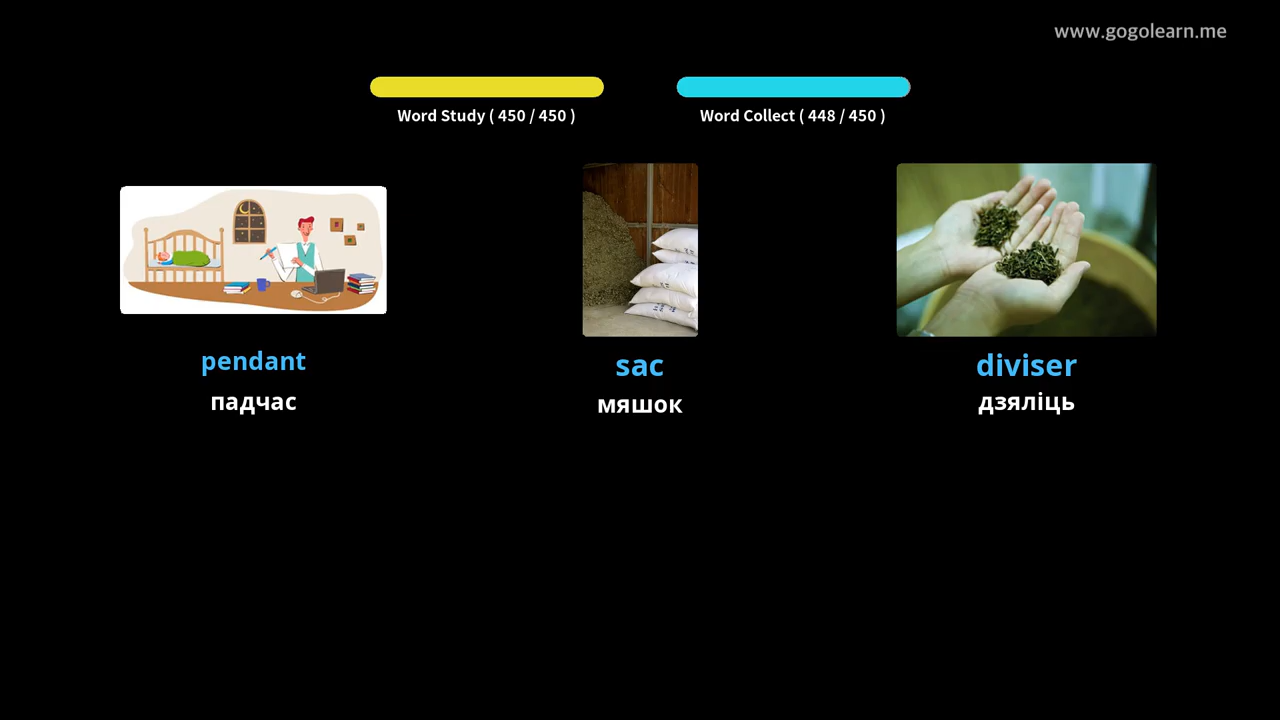 www.gogolearn.me
Word Study ( 450 / 450 )
Word Collect ( 448 / 450 )
pendant
падчас
sac
мяшок
diviser
дзяліць